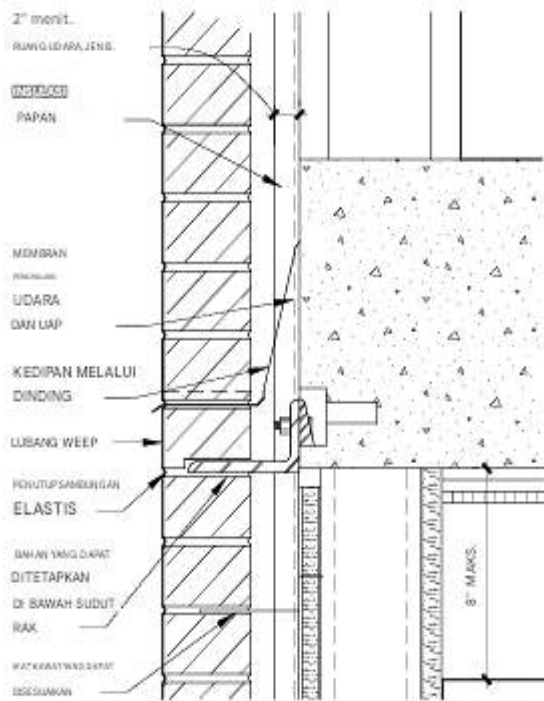 2" menit.
RUANG UDARA, JENIS.
INSULASI
PAPAN
MEMBRAN
UDARA
DAN UAP
KEDIPAN MELALUI
DINDING
LUBANG WEEP
PENUTUP SAMBUNGAN
ELASTIS
BAHAN YANG DAPAT
DITETAPKAN
DI BAWAH SUDUT
RAK
DISESUAIKAN
8" MAKS.